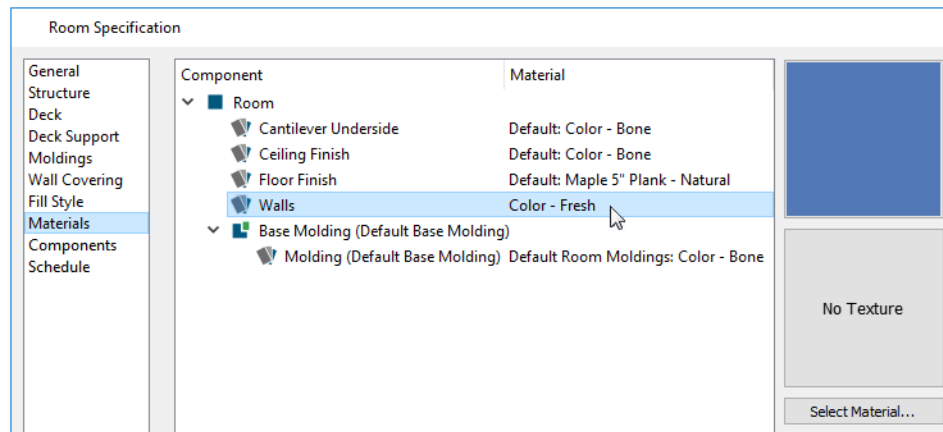 Room Specification
General
Structure
Deck
Deck Support
Moldings
Wall Covering
Fill Style
Materials
Components
Schedule
Component Material
Room
Cantilever Underside Default: Color - Bone
Ceiling Finish Default: Color - Bone
Floor Finish Default: Maple 5" Plank - Natural
Walls Color - Fresh
Base Molding (Default Base Molding)
Molding (Default Base Molding) Default Room Moldings: Color - Bone
No Texture
Select Material...